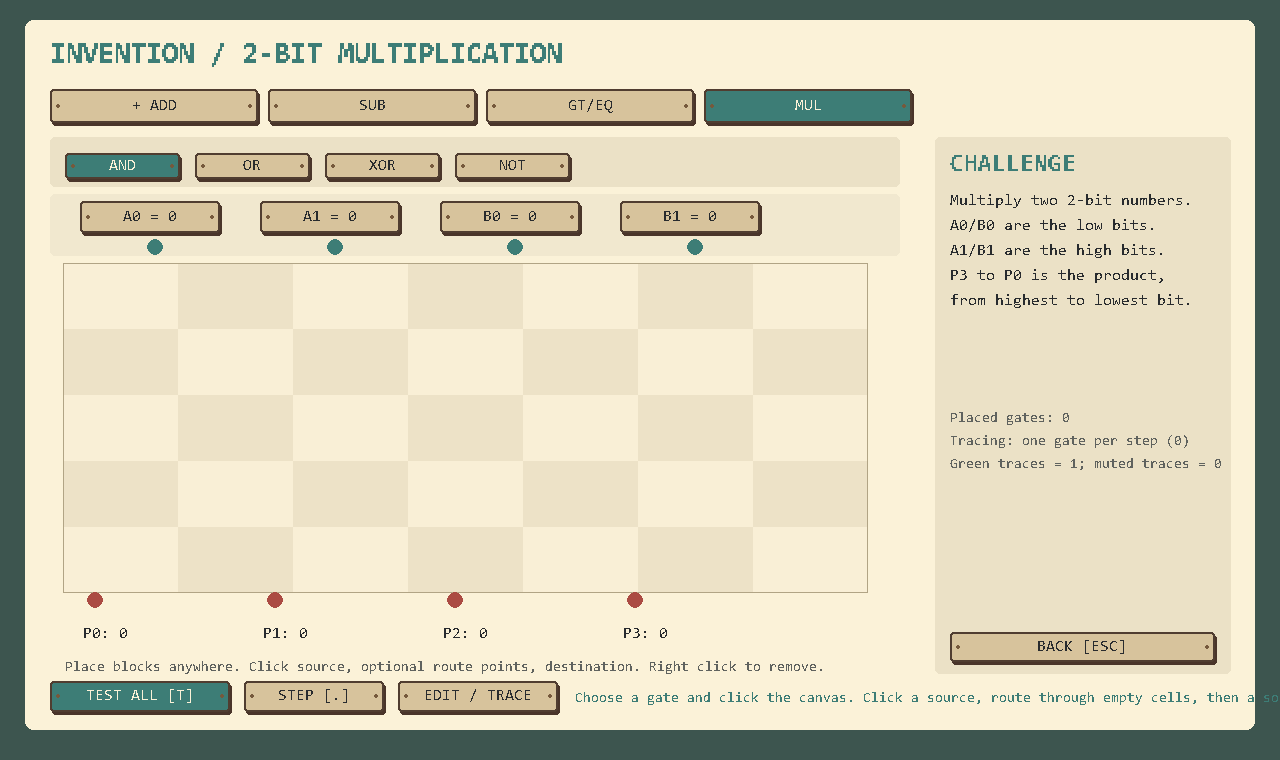 INVENTION / 2-BIT MULTIPLICATION
+ ADD
SUB
GT/EQ
MUL
AND
OR
XOR
NOT
A0 = 0
A1 = 0
B0 = 0
B1 = 0
CHALLENGE
Multiply two 2-bit numbers.
A0/B0 are the low bits.
A1/B1 are the high bits.
P3 to P0 is the product,
from highest to lowest bit.
Placed gates: 0
Tracing: one gate per step (0)
Green traces = 1; muted traces = 0
P0: 0
P1: 0
P2: 0
P3: 0
BACK [ESC]
Place blocks anywhere. Click source, optional route points, destination. Right click to remove.
TEST ALL [T]
STEP [.]
EDIT / TRACE
Choose a gate and click the canvas. Click a source, route through empty cells, then a